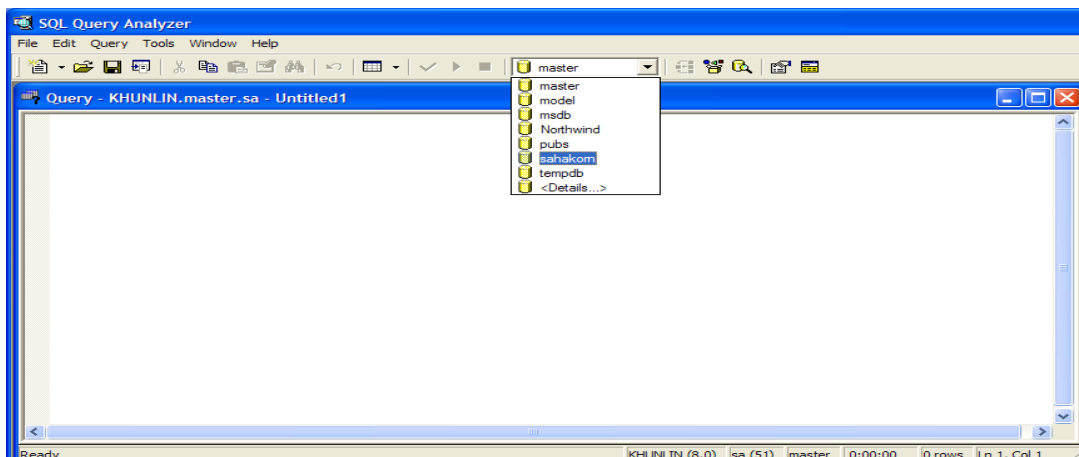 SQL Query Analyzer
File Edit Query Tools Window Help
master
Query - KHUNLIN.master.sa - Untitled1
master
model
msdb
Northwind
pubs
sahakorn
tempdb
<Details...>
Ready KHUNLIN (8.0) sa (51) master 0:00:00 0 rows Ln 1, Col 1